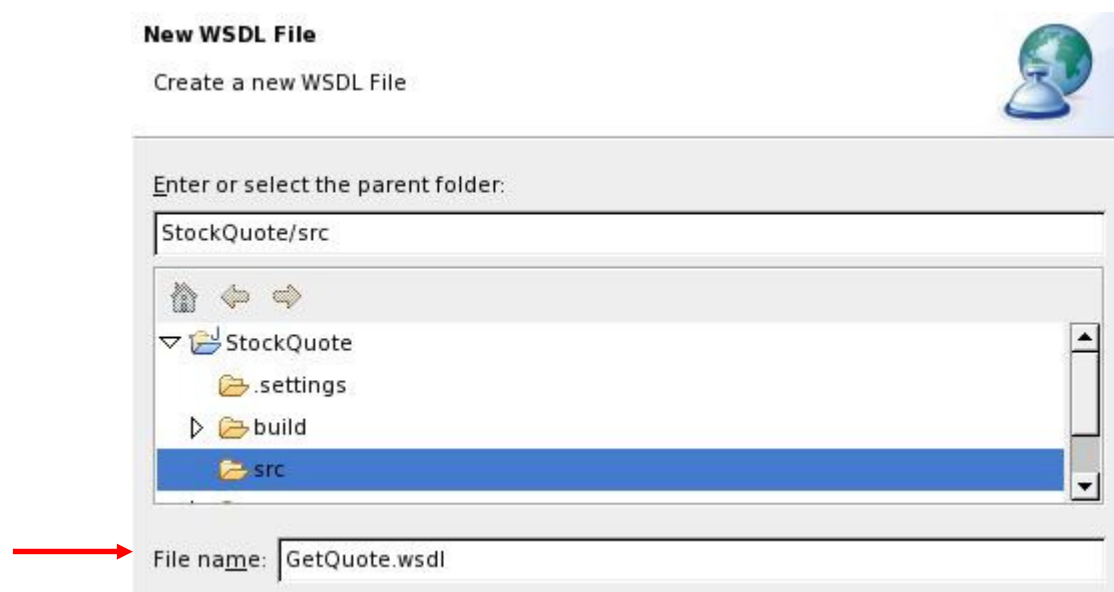 New WSDL File
Create a new WSDL File
Enter or select the parent folder:
StockQuote/src
StockQuote
.settings
build
src
File name: GetQuote.wsdl